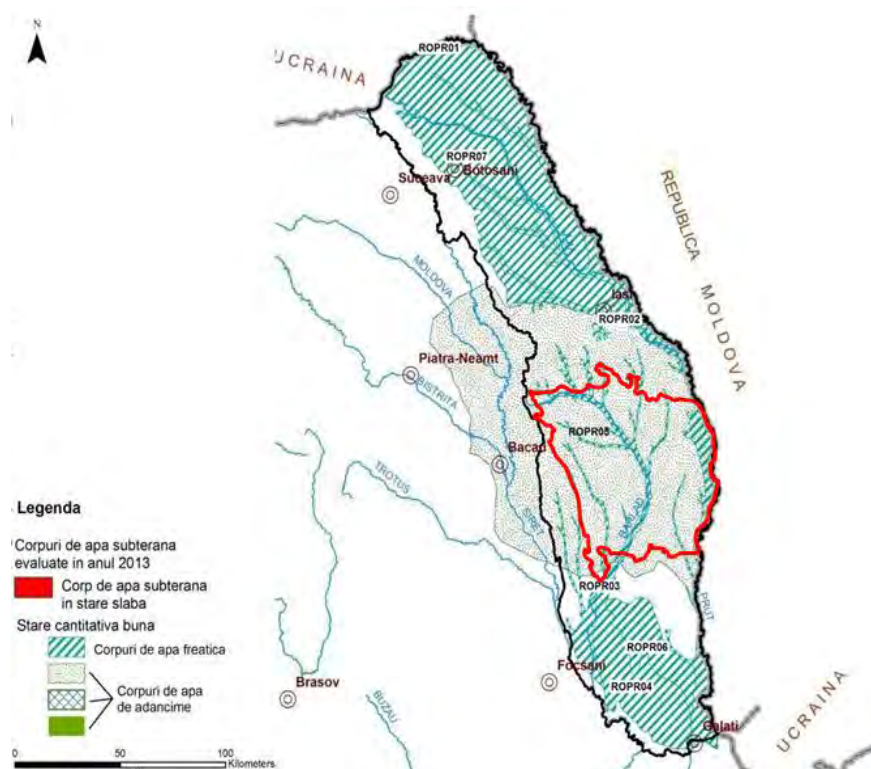 N
UCRAINA
ROPR01
ROPR07
Botosani
Suceava
REPUBLICA MOLDOVA
MOLDOVA
Iasi
ROPR02
Piatra-Neamt
BISTRITA
ROPR05
Bacau
TROTUS
SIRET
BARLAD
ROPR03
PRUT
ROPR06
Focsani
ROPR04
Brasov
BUZAU
Galati
UCRAINA
Legenda
Corpuri de apa subterana
evaluate in anul 2013
Corp de apa subterana
in stare slaba
Stare cantitativa buna
Corpuri de apa freatica
Corpuri de apa
de adancime
0 50 100
Kilometers